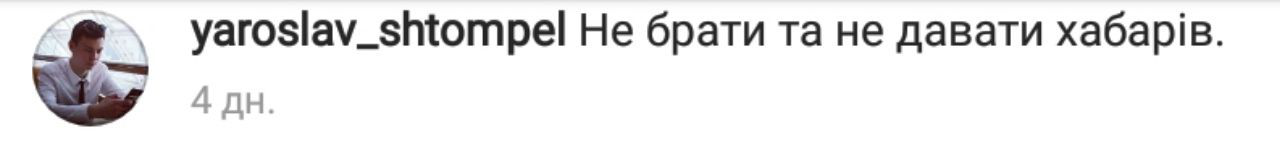 yaroslav_shtompel Не брати та не давати хабарів.
4 дн.